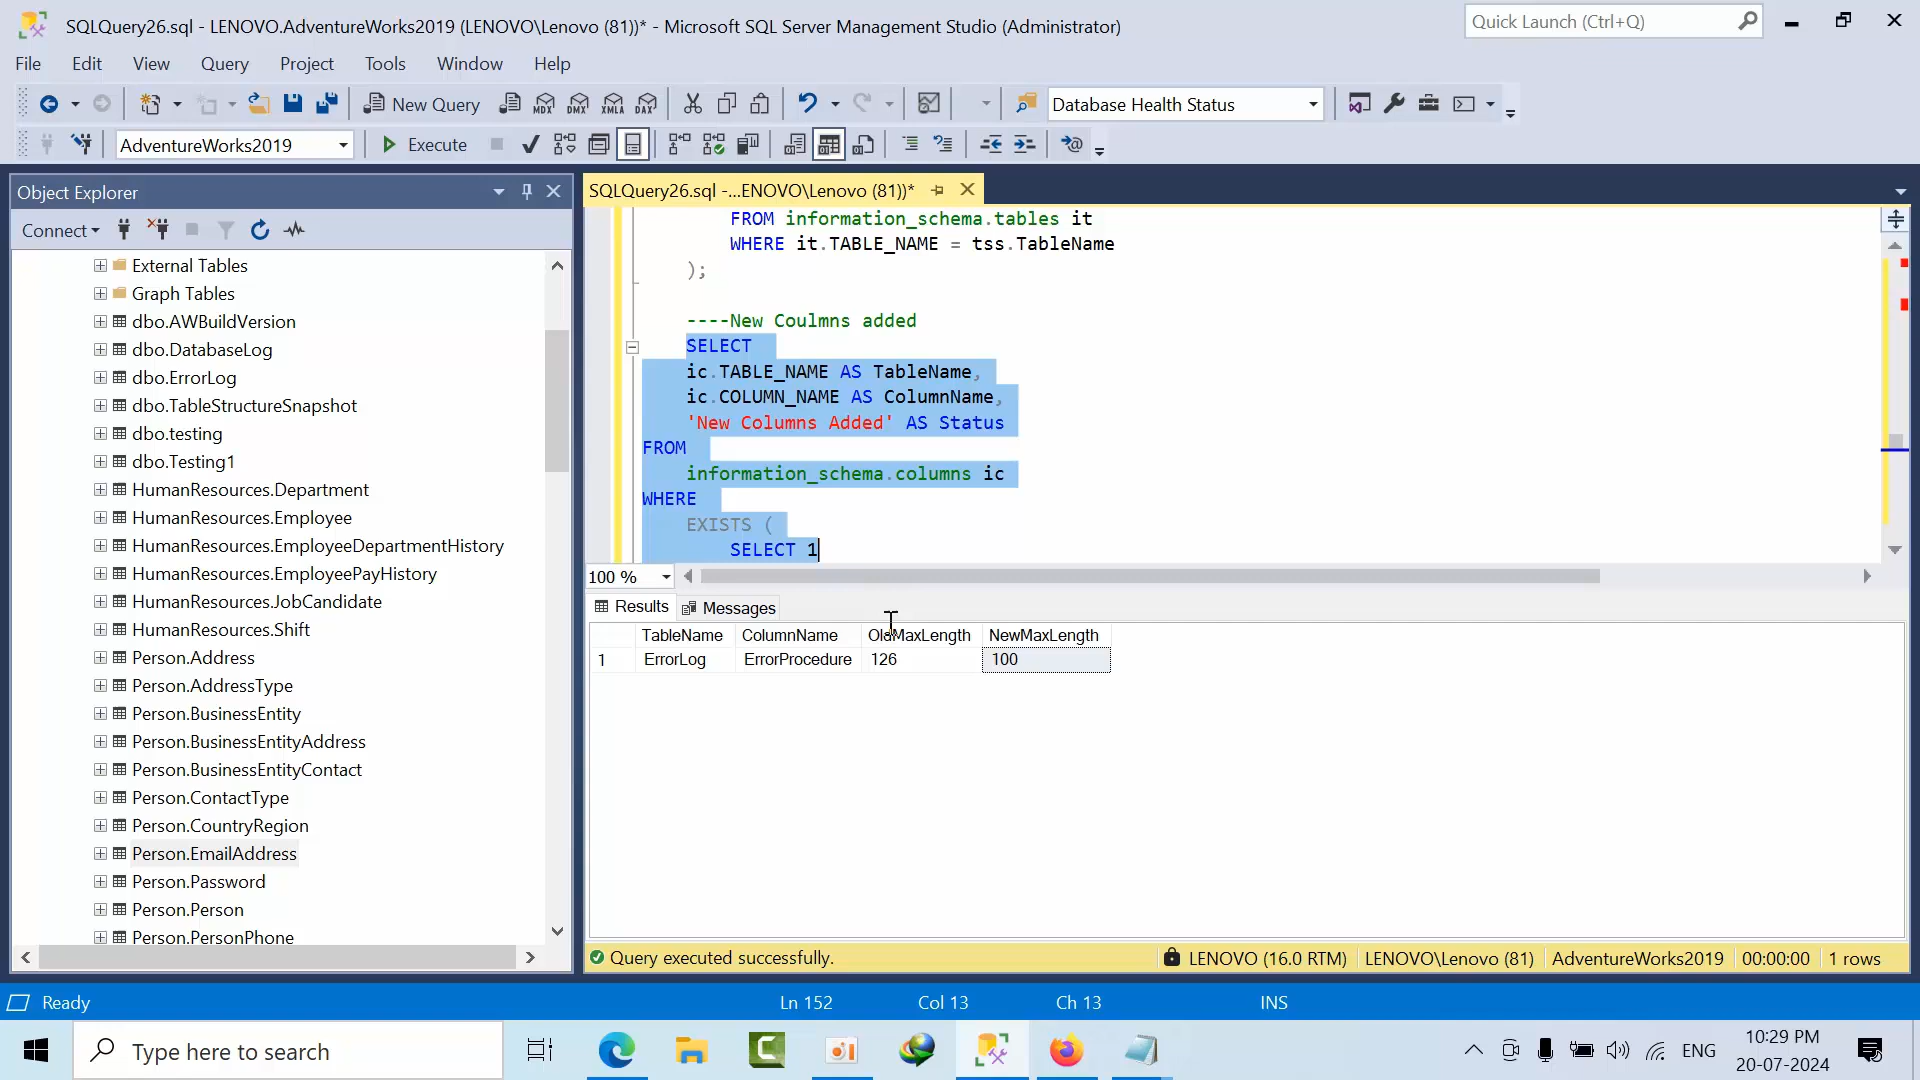 SQLQuery26.sql - LENOVO.AdventureWorks2019 (LENOVO\Lenovo (81))* - Microsoft SQL Server Management Studio (Administrator)
Quick Launch (Ctrl+Q)
File Edit View Query Project Tools Window Help
New Query MDX DMX XMLA DAX Database Health Status
AdventureWorks2019 Execute
Object Explorer
SQLQuery26.sql -...ENOVO\Lenovo (81))*
Connect
External Tables
Graph Tables
dbo.AWBuildVersion
dbo.DatabaseLog
dbo.ErrorLog
dbo.TableStructureSnapshot
dbo.testing
dbo.Testing1
HumanResources.Department
HumanResources.Employee
HumanResources.EmployeeDepartmentHistory
HumanResources.EmployeePayHistory
HumanResources.JobCandidate
HumanResources.Shift
Person.Address
Person.AddressType
Person.BusinessEntity
Person.BusinessEntityAddress
Person.BusinessEntityContact
Person.ContactType
Person.CountryRegion
Person.EmailAddress
Person.Password
Person.Person
Person.PersonPhone
FROM information_schema.tables it
WHERE it.TABLE_NAME = tss.TableName
);
----New Coulmns added
SELECT
ic.TABLE_NAME AS TableName,
ic.COLUMN_NAME AS ColumnName,
'New Columns Added' AS Status
FROM
information_schema.columns ic
WHERE
EXISTS (
SELECT 1
100 %
Results Messages
TableName ColumnName OldMaxLength NewMaxLength
1 ErrorLog ErrorProcedure 126 100
Query executed successfully. LENOVO (16.0 RTM) LENOVO\Lenovo (81) AdventureWorks2019 00:00:00 1 rows
Ready Ln 152 Col 13 Ch 13 INS
Type here to search
ENG
10:29 PM
20-07-2024